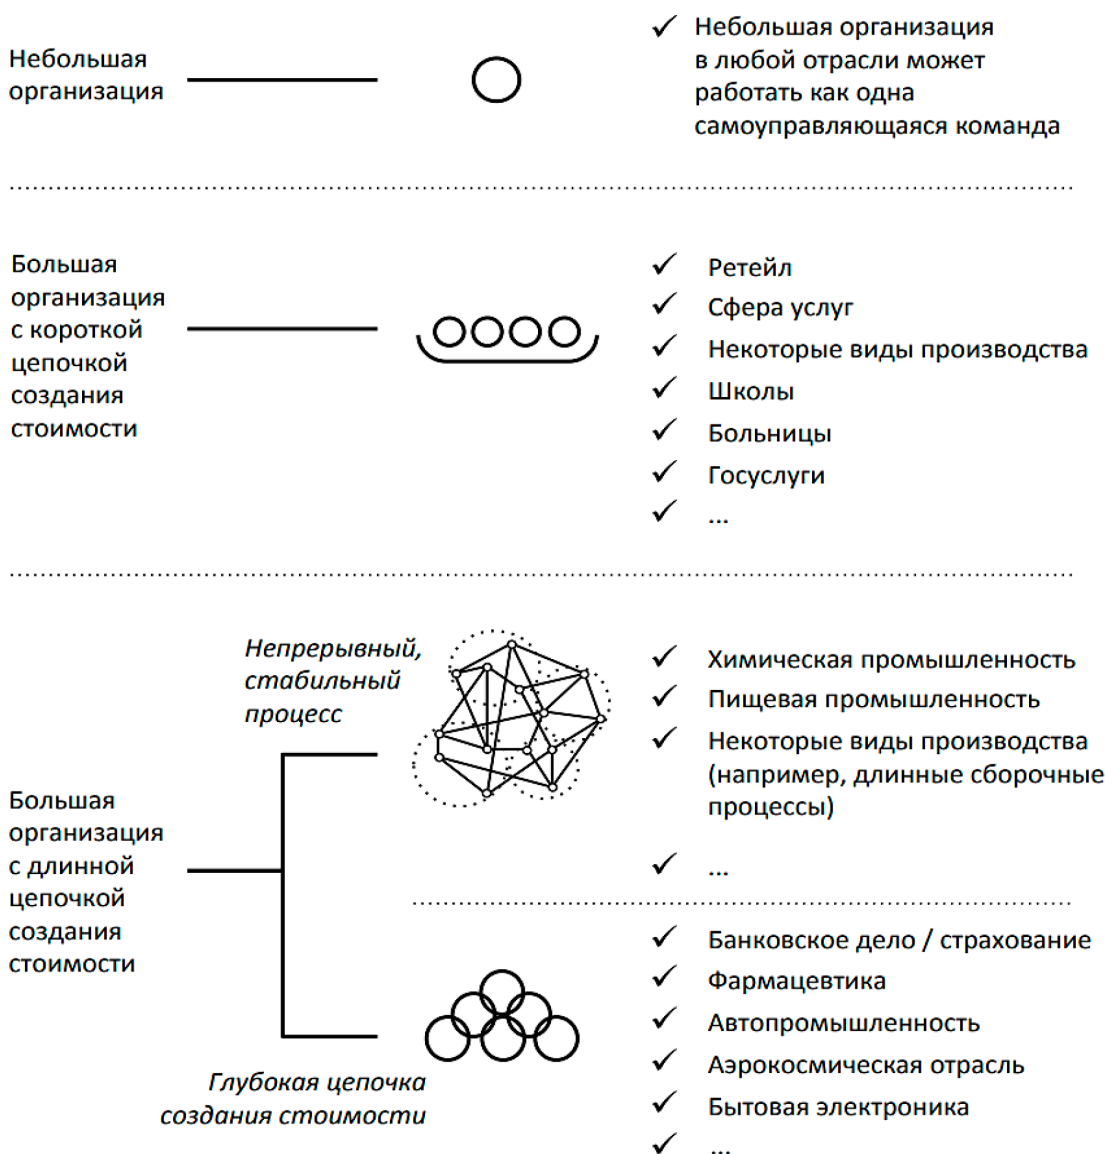 Небольшая
организация
✓ Небольшая организация
в любой отрасли может
работать как одна
самоуправляющаяся команда
Большая
организация
с короткой
цепочкой
создания
стоимости
✓ Ретейл
✓ Сфера услуг
✓ Некоторые виды производства
✓ Школы
✓ Больницы
✓ Госуслуги
✓ ...
Большая
организация
с длинной
цепочкой
создания
стоимости
Непрерывный,
стабильный
процесс
✓ Химическая промышленность
✓ Пищевая промышленность
✓ Некоторые виды производства
(например, длинные сборочные
процессы)
✓ ...
Глубокая цепочка
создания стоимости
✓ Банковское дело / страхование
✓ Фармацевтика
✓ Автопромышленность
✓ Аэрокосмическая отрасль
✓ Бытовая электроника
✓ ...